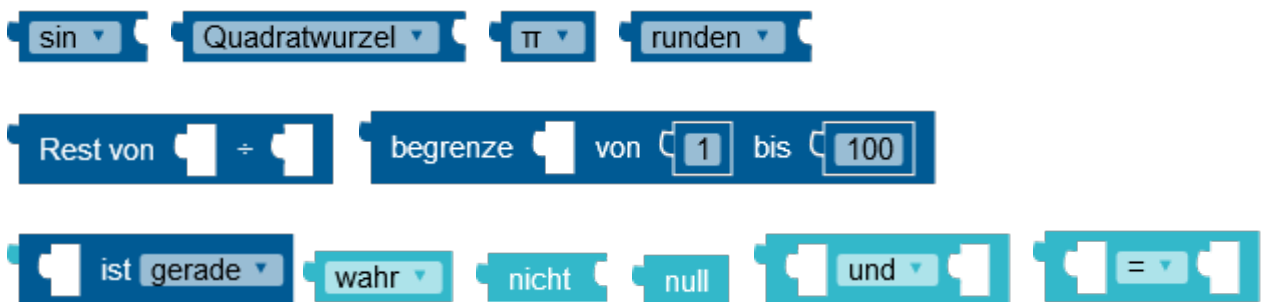 sin Quadratwurzel π runden
Rest von ÷ begrenze von 1 bis 100
ist gerade wahr nicht null und =